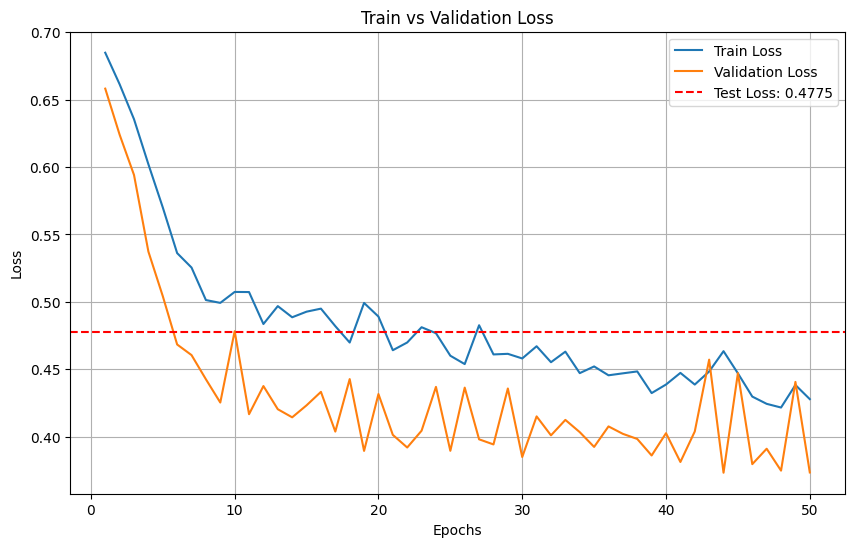 Train vs Validation Loss
Train Loss
Validation Loss
Test Loss: 0.4775
Loss
0.70
0.65
0.60
0.55
0.50
0.45
0.40
0 10 20 30 40 50
Epochs